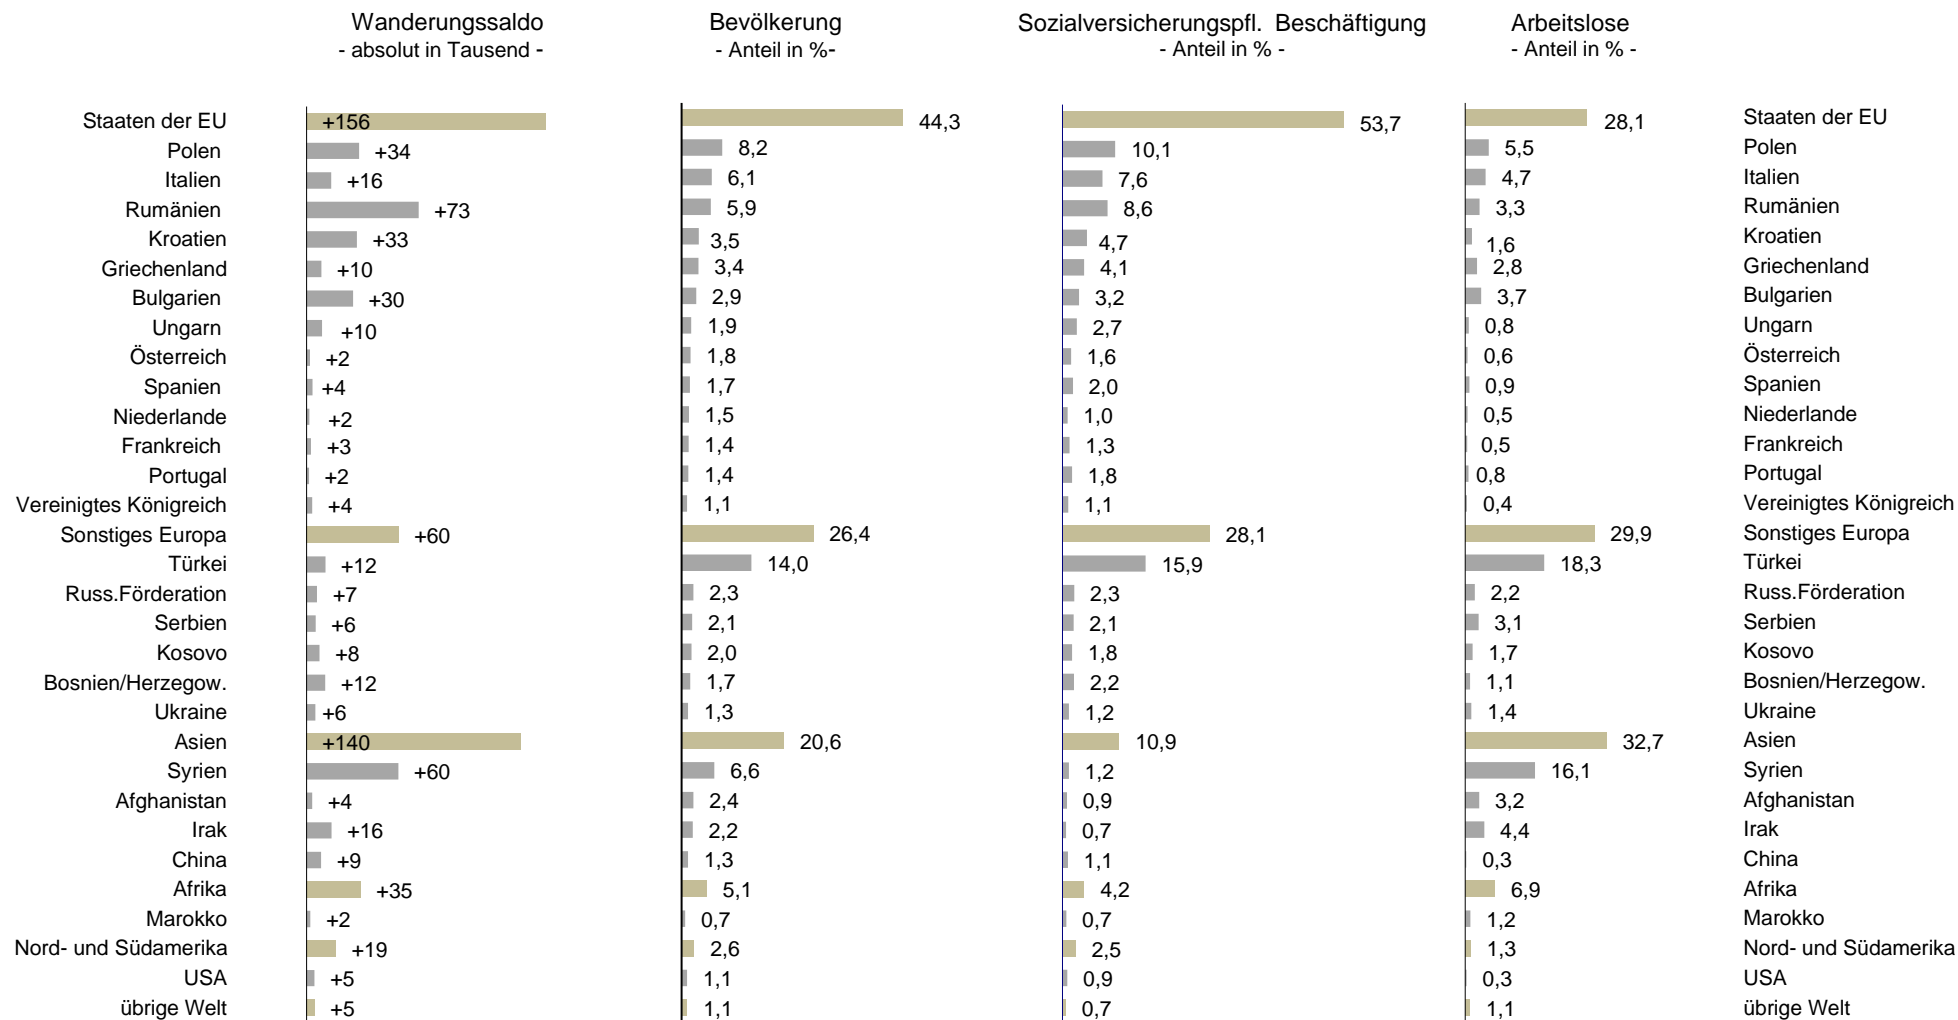 Wanderungssaldo Bevölkerung Sozialversicherungspfl. Beschäftigung Arbeitslose
- absolut in Tausend - - Anteil in %- - Anteil in % - - Anteil in % -
Staaten der EU +156 44,3 53,7 28,1 Staaten der EU
Polen +34 8,2 10,1 5,5 Polen
Italien +16 6,1 7,6 4,7 Italien
Rumänien +73 5,9 8,6 3,3 Rumänien
Kroatien +33 3,5 4,7 1,6 Kroatien
Griechenland +10 3,4 4,1 2,8 Griechenland
Bulgarien +30 2,9 3,2 3,7 Bulgarien
Ungarn +10 1,9 2,7 0,8 Ungarn
Österreich +2 1,8 1,6 0,6 Österreich
Spanien +4 1,7 2,0 0,9 Spanien
Niederlande +2 1,5 1,0 0,5 Niederlande
Frankreich +3 1,4 1,3 0,5 Frankreich
Portugal +2 1,4 1,8 0,8 Portugal
Vereinigtes Königreich +4 1,1 1,1 0,4 Vereinigtes Königreich
Sonstiges Europa +60 26,4 28,1 29,9 Sonstiges Europa
Türkei +12 14,0 15,9 18,3 Türkei
Russ.Förderation +7 2,3 2,3 2,2 Russ.Förderation
Serbien +6 2,1 2,1 3,1 Serbien
Kosovo +8 2,0 1,8 1,7 Kosovo
Bosnien/Herzegow. +12 1,7 2,2 1,1 Bosnien/Herzegow.
Ukraine +6 1,3 1,2 1,4 Ukraine
Asien +140 20,6 10,9 32,7 Asien
Syrien +60 6,6 1,2 16,1 Syrien
Afghanistan +4 2,4 0,9 3,2 Afghanistan
Irak +16 2,2 0,7 4,4 Irak
China +9 1,3 1,1 0,3 China
Afrika +35 5,1 4,2 6,9 Afrika
Marokko +2 0,7 0,7 1,2 Marokko
Nord- und Südamerika +19 2,6 2,5 1,3 Nord- und Südamerika
USA +5 1,1 0,9 0,3 USA
übrige Welt +5 1,1 0,7 1,1 übrige Welt